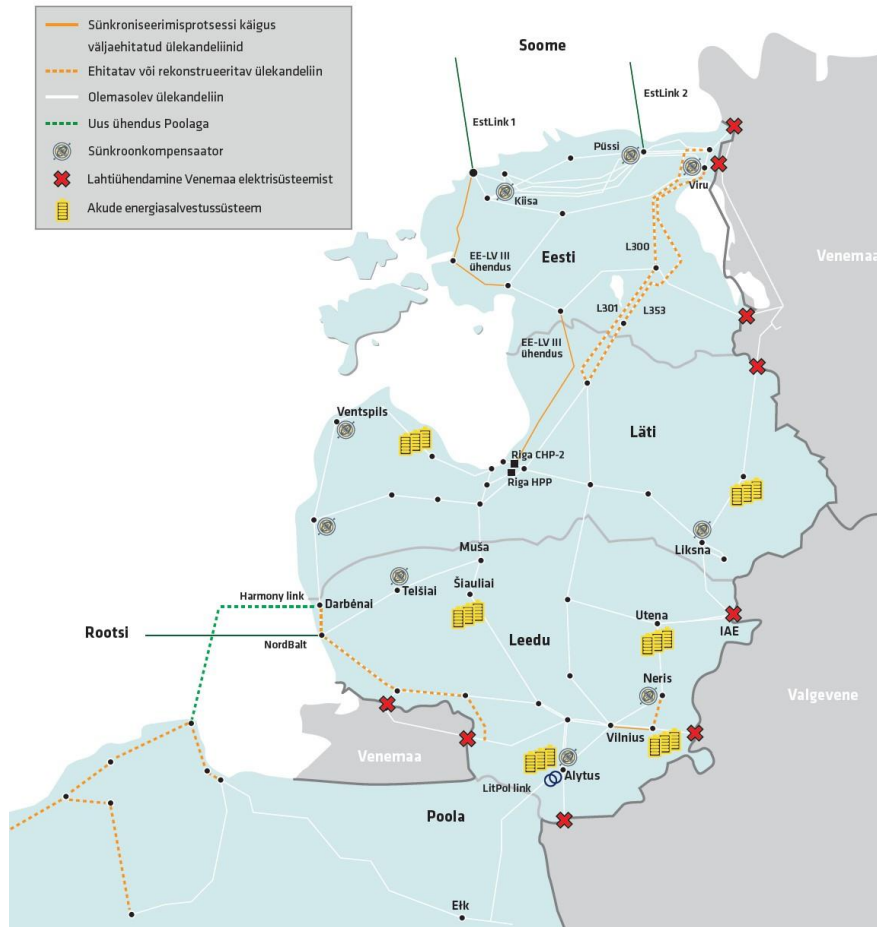 Sünkroniseerimisprotsessi käigus
väljaehitatud ülekandeliinid
Ehitatav või rekonstrueeritav ülekandeliin
Olemasolev ülekandeliin
Uus ühendus Poolaga
Sünkroonkompensaator
Lahtiühendamine Venemaa elektrisüsteemist
Akude energiasalvestussüsteem
Soome
EstLink 1
EstLink 2
Püssi
Kiisa
Viru
EE-LV III
ühendus
Eesti
L300
Venemaa
L301
L353
EE-LV III
ühendus
Ventspils
Läti
Riga CHP-2
Riga HPP
Liksna
Muša
Telšiai
Šiauliai
Harmony link
Darbėnai
Utena
IAE
Rootsi
NordBalt
Leedu
Neris
Valgevene
Vilnius
Venemaa
Alytus
LitPol link
Poola
Ełk